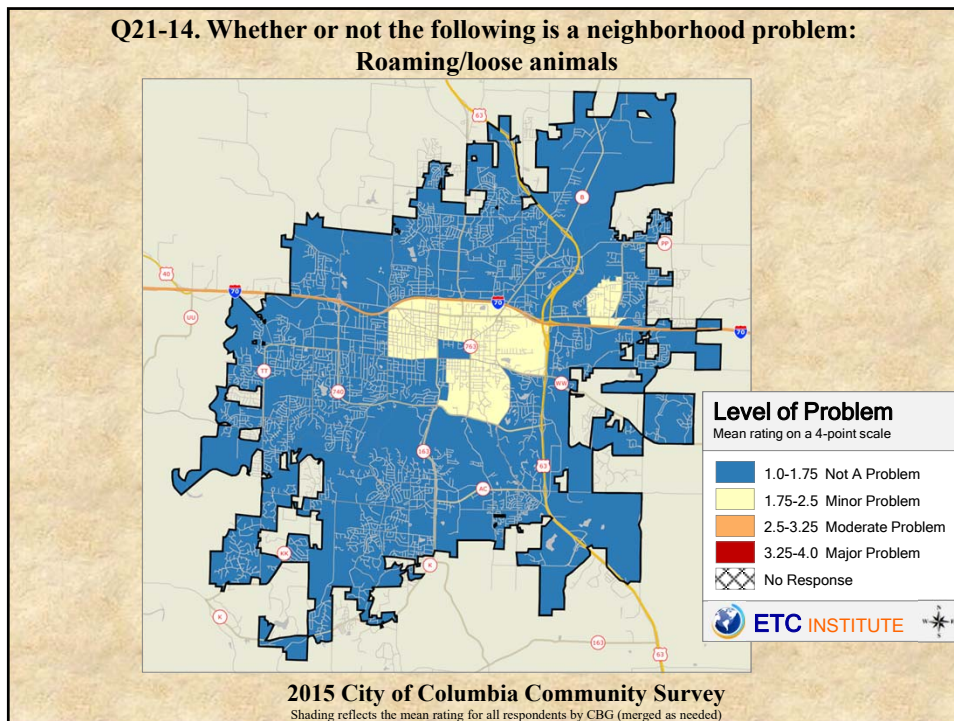 Q21-14. Whether or not the following is a neighborhood problem:
Roaming/loose animals
63
B
PP
40
70
UU
70
763
70
TT
740
WW
163
63
AC
KK
K
K
163
63
Level of Problem
Mean rating on a 4-point scale
1.0-1.75 Not A Problem
1.75-2.5 Minor Problem
2.5-3.25 Moderate Problem
3.25-4.0 Major Problem
No Response
ETC INSTITUTE
N
W E
S
2015 City of Columbia Community Survey
Shading reflects the mean rating for all respondents by CBG (merged as needed)